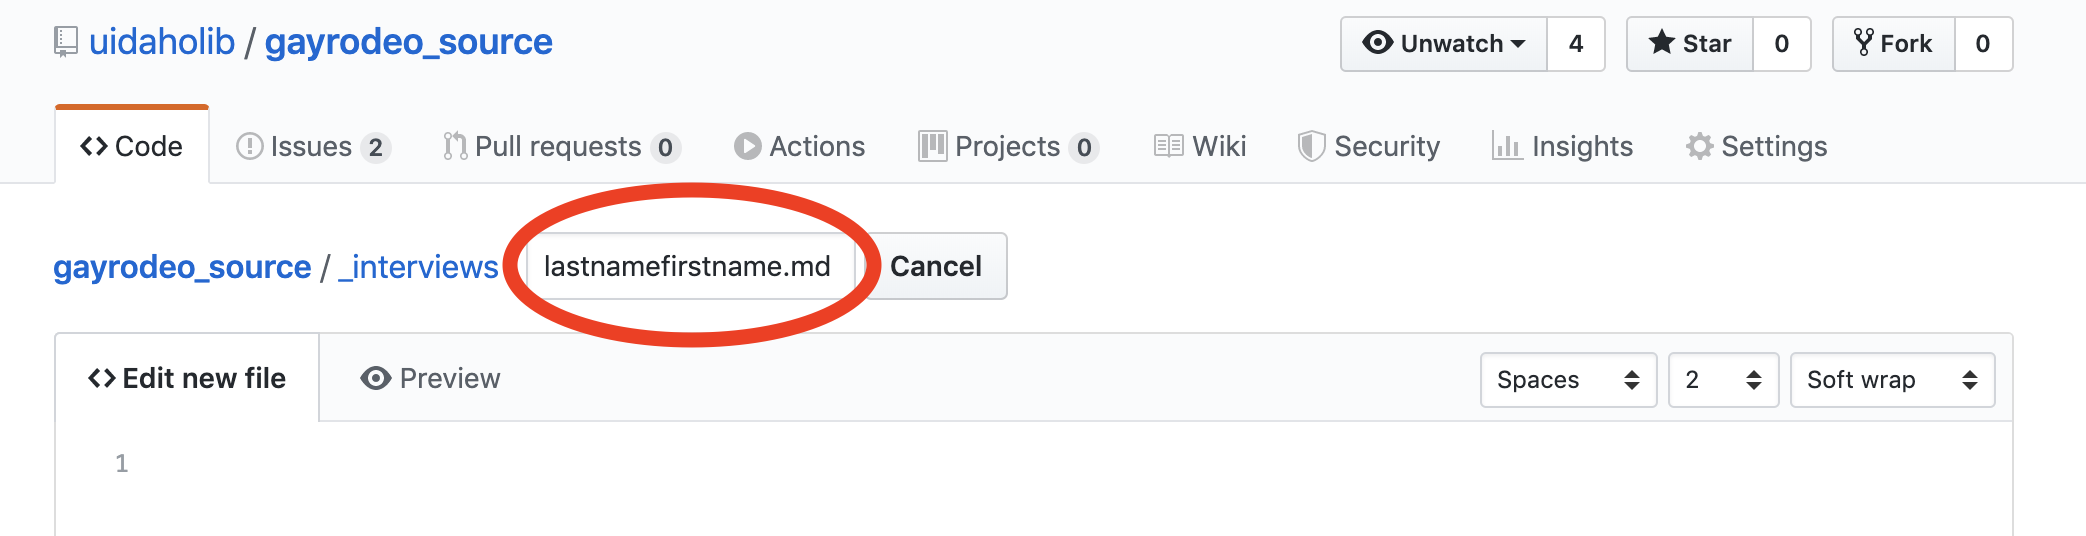 uidaholib / gayrodeo_source Unwatch 4 Star 0 Fork 0
Code Issues 2 Pull requests 0 Actions Projects 0 Wiki Security Insights Settings
gayrodeo_source / _interviews lastnamefirstname.md Cancel
Edit new file Preview Spaces 2 Soft wrap
1